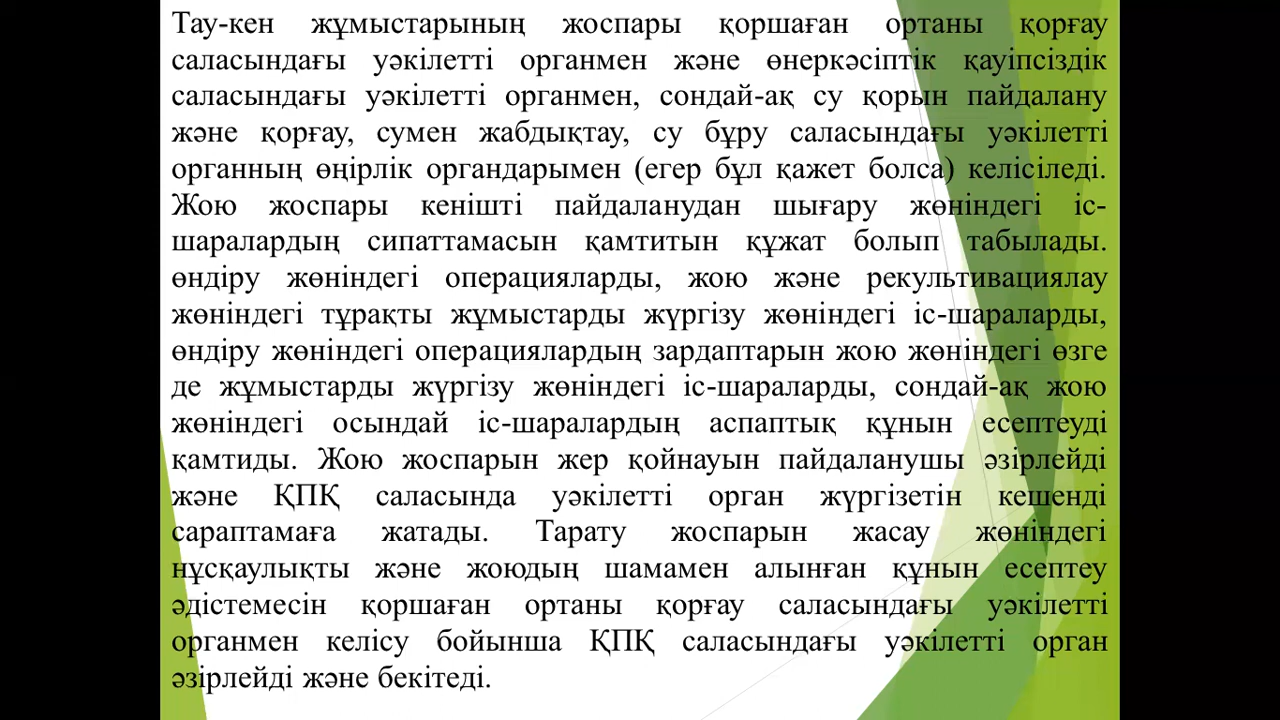 Тау-кен жұмыстарының жоспары қоршаған ортаны қорғау
саласындағы уәкілетті органмен және өнеркәсіптік қауіпсіздік
саласындағы уәкілетті органмен, сондай-ақ су қорын пайдалану
және қорғау, сумен жабдықтау, су бұру саласындағы уәкілетті
органның өңірлік органдарымен (егер бұл қажет болса) келісіледі.
Жою жоспары кенішті пайдаланудан шығару жөніндегі іс-
шаралардың сипаттамасын қамтитын құжат болып табылады.
өндіру жөніндегі операцияларды, жою және рекультивациялау
жөніндегі тұрақты жұмыстарды жүргізу жөніндегі іс-шараларды,
өндіру жөніндегі операциялардың зардаптарын жою жөніндегі өзге
де жұмыстарды жүргізу жөніндегі іс-шараларды, сондай-ақ жою
жөніндегі осындай іс-шаралардың аспаптық құнын есептеуді
қамтиды. Жою жоспарын жер қойнауын пайдаланушы әзірлейді
және ҚПҚ саласында уәкілетті орган жүргізетін кешенді
сараптамаға жатады. Тарату жоспарын жасау жөніндегі
нұсқаулықты және жоюдың шамамен алынған құнын есептеу
әдістемесін қоршаған ортаны қорғау саласындағы уәкілетті
органмен келісу бойынша ҚПҚ саласындағы уәкілетті орган
әзірлейді және бекітеді.